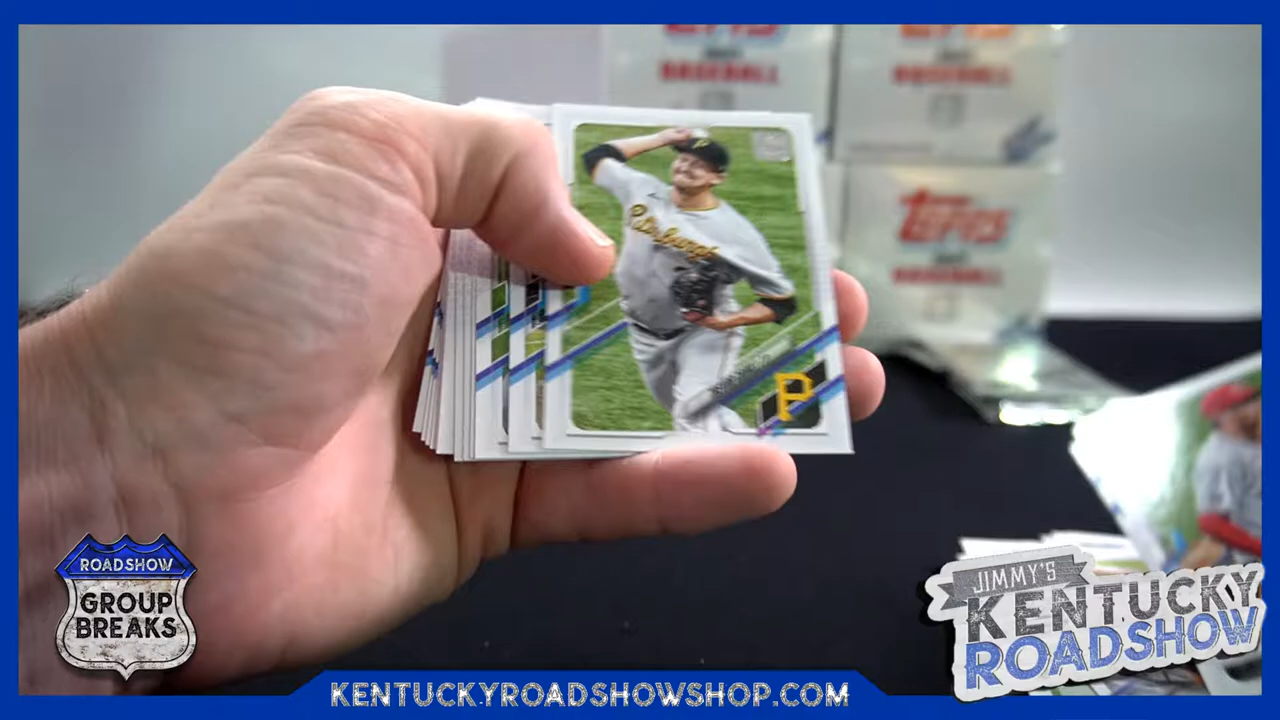 BASEBALL
BASEBALL
Topps
BASEBALL
Pittsburgh
P
P
ROADSHOW
GROUP
BREAKS
JIMMY'S
KENTUCKY
ROADSHOW
KENTUCKYROADSHOWSHOP.COM